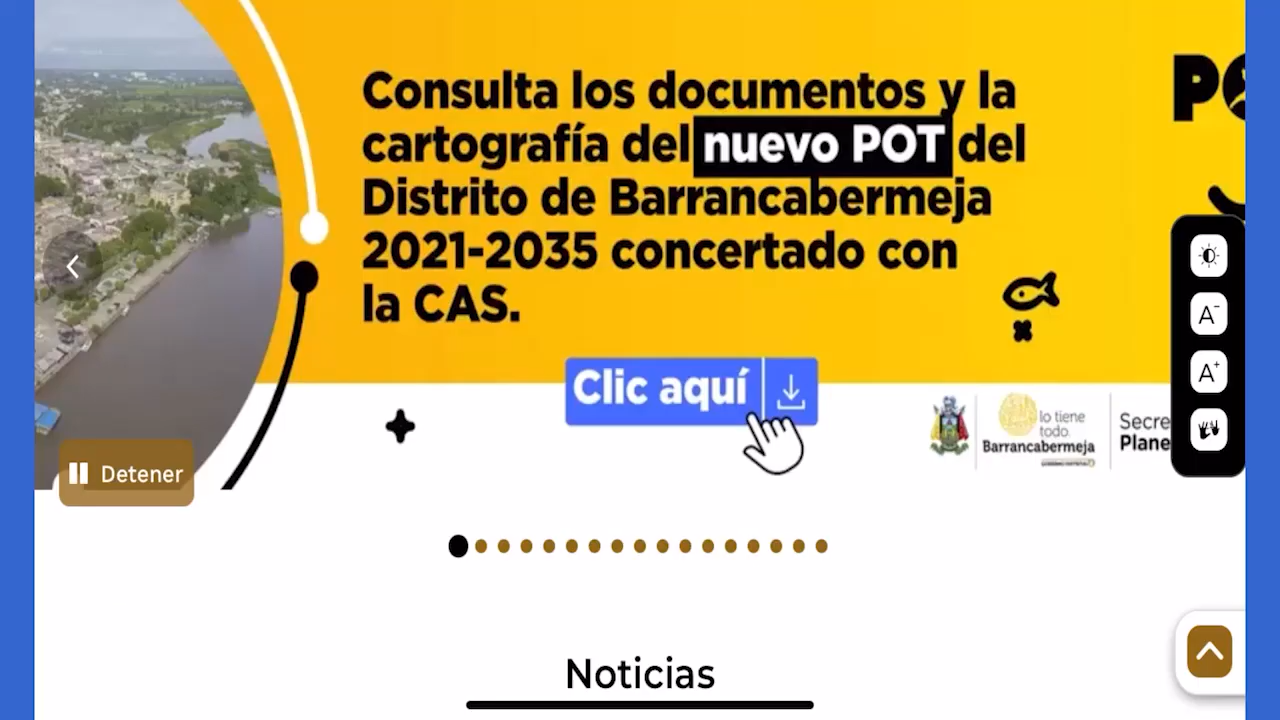 Consulta los documentos y la
cartografía del nuevo POT del
Distrito de Barrancabermeja
2021-2035 concertado con
la CAS.
Clic aquí
lo tiene
todo.
Barrancabermeja
Secre
Plane
A-
A+
Detener
Noticias